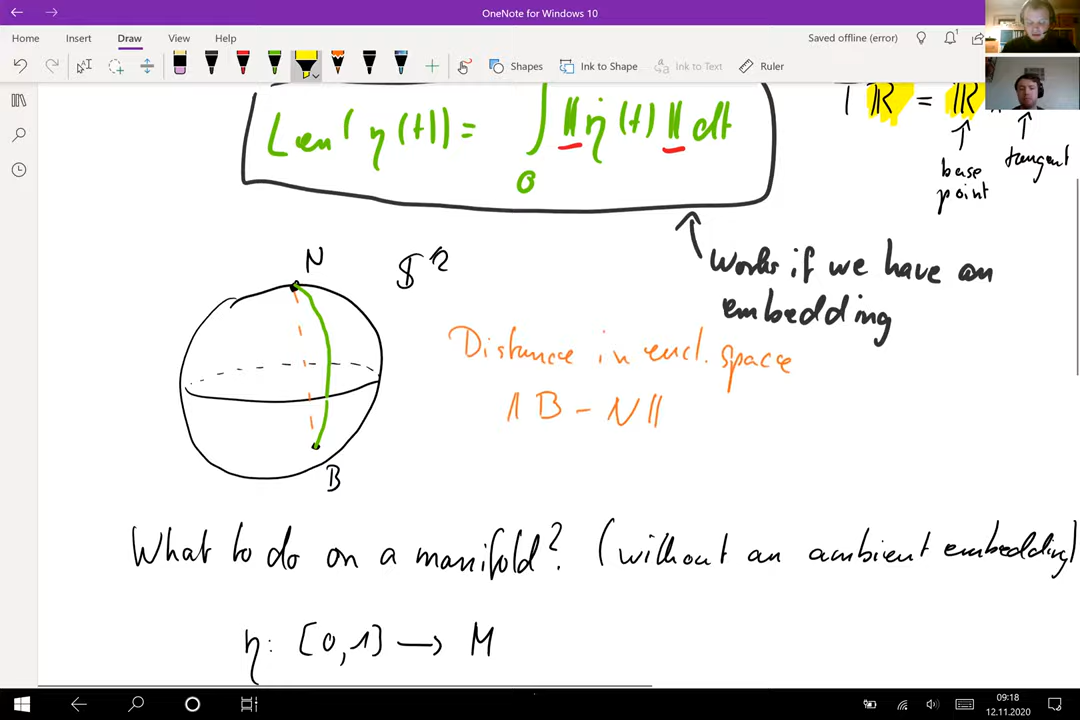 OneNote for Windows 10
Home Insert Draw View Help
Saved offline (error)
Shapes Ink to Shape Ink to Text Ruler
Len(η(t)) = ∫ ‖η̇(t)‖ dt
0
T ℝ = ℝ
base point
tangent
Works if we have an
embedding
N
S²
Distance in eucl. space
‖B - N‖
B
What to do on a manifold? (without an ambient embedding)
η: [0,1] → M
09:18
12.11.2020